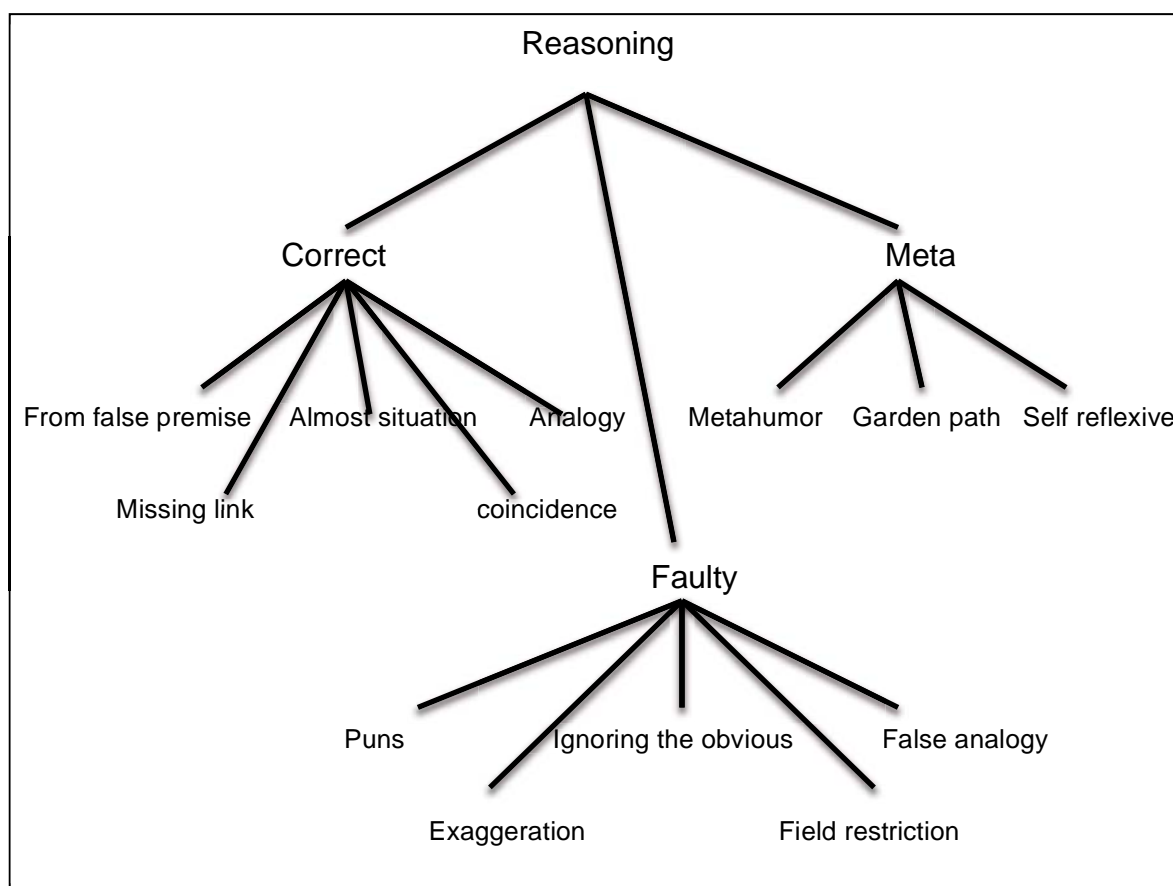 Reasoning
Correct
Meta
From false premise
Almost situation
Analogy
Metahumor
Garden path
Self reflexive
Missing link
coincidence
Faulty
Puns
Ignoring the obvious
False analogy
Exaggeration
Field restriction